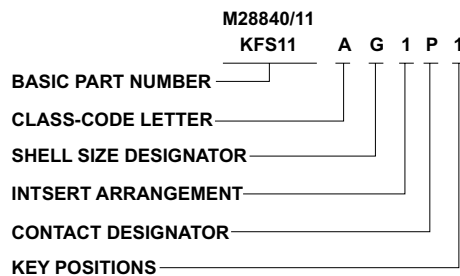 M28840/11
KFS11 A G 1 P 1
BASIC PART NUMBER
CLASS-CODE LETTER
SHELL SIZE DESIGNATOR
INTSERT ARRANGEMENT
CONTACT DESIGNATOR
KEY POSITIONS